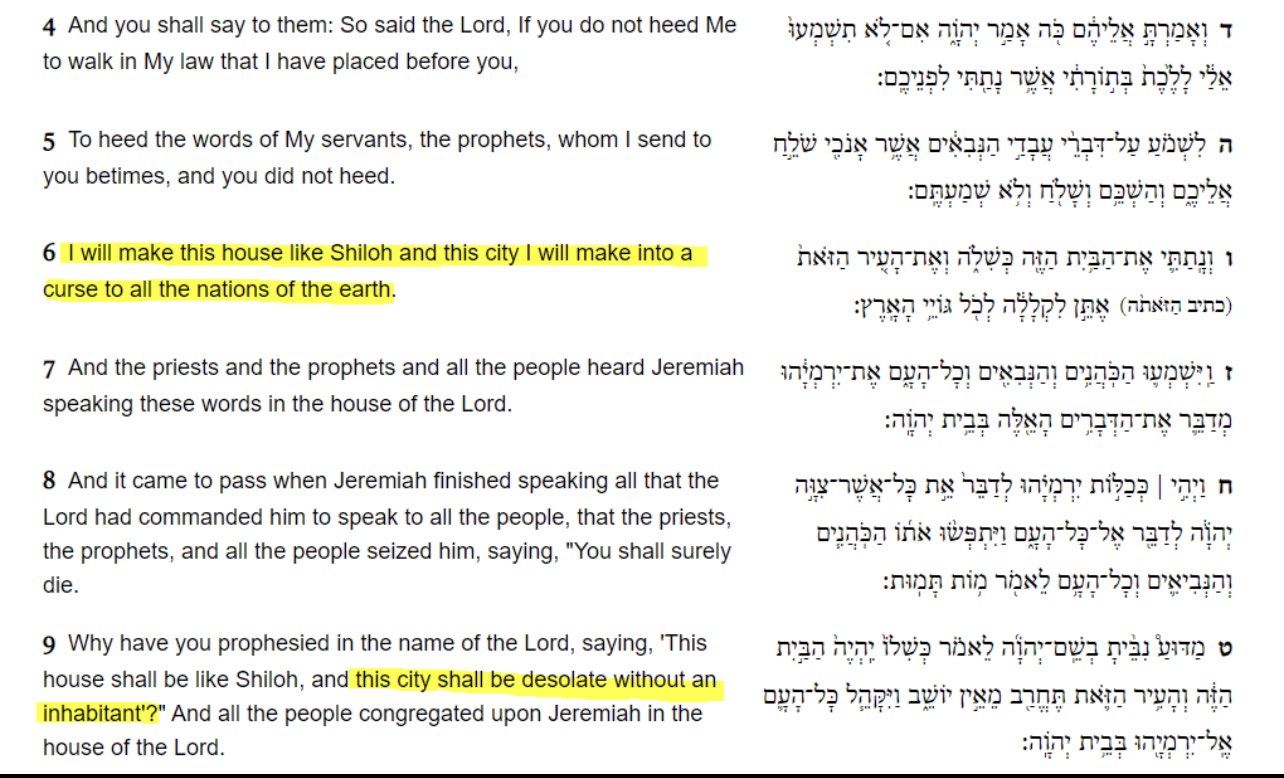 4 And you shall say to them: So said the Lord, If you do not heed Me
to walk in My law that I have placed before you,
ד וְאָמַרְתָּ֣ אֲלֵיהֶ֔ם כֹּ֖ה אָמַ֣ר יְהֹוָ֑ה אִם־לֹ֚א תִשְׁמְעוּ֙
אֵלַ֔י לָלֶ֙כֶת֙ בְּת֣וֹרָתִ֔י אֲשֶׁ֥ר נָתַ֖תִּי לִפְנֵיכֶֽם:
5 To heed the words of My servants, the prophets, whom I send to
you betimes, and you did not heed.
ה לִשְׁמֹ֗עַ עַל־דִּבְרֵ֨י עֲבָדַ֣י הַנְּבִאִ֔ים אֲשֶׁ֥ר אָנֹכִ֖י שֹׁלֵ֣חַ
אֲלֵיכֶ֑ם וְהַשְׁכֵּ֥ם וְשָׁלֹ֖חַ וְלֹ֥א שְׁמַעְתֶּֽם:
6 I will make this house like Shiloh and this city I will make into a
curse to all the nations of the earth.
ו וְנָֽתַתִּ֛י אֶת־הַבַּ֥יִת הַזֶּ֖ה כְּשִׁלֹ֑ה וְאֶת־הָעִ֚יר הַזֹּאת֙
(כתיב הַזֹּאתה֙) אֶתֵּ֣ן לִקְלָלָ֔ה לְכֹ֖ל גּוֹיֵ֥י הָאָֽרֶץ:
7 And the priests and the prophets and all the people heard Jeremiah
speaking these words in the house of the Lord.
ז וַֽיִּשְׁמְע֛וּ הַכֹּהֲנִ֥ים וְהַנְּבִאִ֖ים וְכָל־הָעָ֑ם אֶֽת־יִרְמְיָ֔הוּ
מְדַבֵּ֛ר אֶת־הַדְּבָרִ֥ים הָאֵ֖לֶּה בְּבֵ֥ית יְהֹוָֽה:
8 And it came to pass when Jeremiah finished speaking all that the
Lord had commanded him to speak to all the people, that the priests,
the prophets, and all the people seized him, saying, "You shall surely
die.
ח וַיְהִ֣י | כְּכַלּ֣וֹת יִרְמְיָ֗הוּ לְדַבֵּר֙ אֵ֣ת כָּל־אֲשֶׁר־צִוָּ֣ה
יְהֹוָ֔ה לְדַבֵּ֖ר אֶל־כָּל־הָעָ֑ם וַיִּתְפְּשׂ֨וּ אֹת֜וֹ הַכֹּהֲנִ֧ים
וְהַנְּבִיאִ֛ים וְכָל־הָעָ֥ם לֵאמֹ֖ר מ֥וֹת תָּמֽוּת:
9 Why have you prophesied in the name of the Lord, saying, 'This
house shall be like Shiloh, and this city shall be desolate without an
inhabitant'?" And all the people congregated upon Jeremiah in the
house of the Lord.
ט מַדּ֩וּעַ֩ נִבֵּ֨יתָ בְשֵׁם־יְהֹוָ֜ה לֵאמֹ֗ר כְּשִׁלוֹ֙ יִֽהְיֶה֙ הַבַּ֣יִת
הַזֶּ֔ה וְהָעִ֥יר הַזֹּ֛את תֶּחֱרַ֖ב מֵאֵ֣ין יוֹשֵׁ֑ב וַיִּקָּהֵ֧ל כָּל־הָעָ֛ם
אֶֽל־יִרְמְיָ֖הוּ בְּבֵ֥ית יְהֹוָֽה: